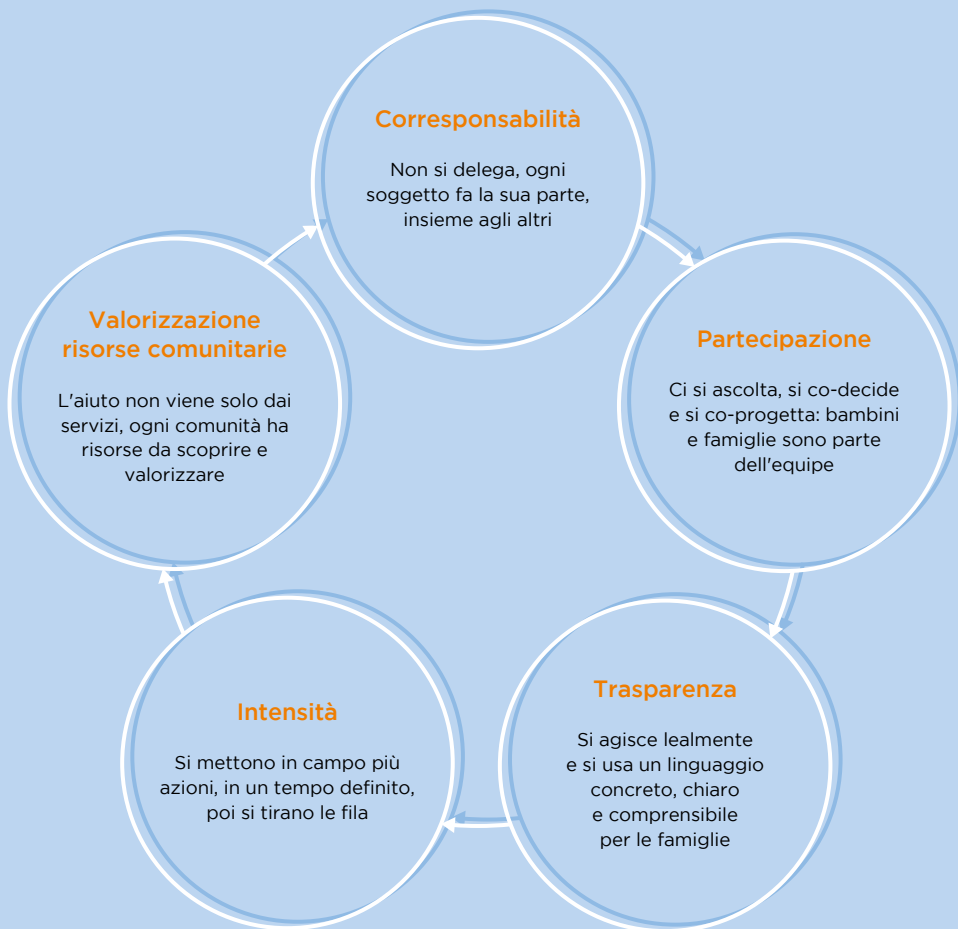 Corresponsabilità
Non si delega, ogni
soggetto fa la sua parte,
insieme agli altri
Partecipazione
Ci si ascolta, si co-decide
e si co-progetta: bambini
e famiglie sono parte
dell'equipe
Trasparenza
Si agisce lealmente
e si usa un linguaggio
concreto, chiaro
e comprensibile
per le famiglie
Intensità
Si mettono in campo più
azioni, in un tempo definito,
poi si tirano le fila
Valorizzazione
risorse comunitarie
L'aiuto non viene solo dai
servizi, ogni comunità ha
risorse da scoprire e
valorizzare